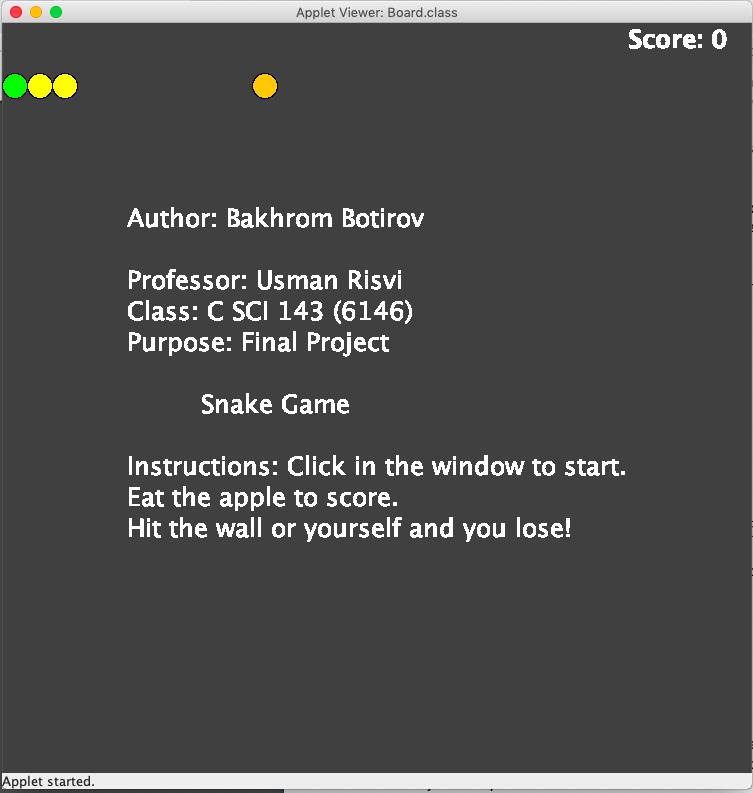 Applet Viewer: Board.class
Score: 0
Author: Bakhrom Botirov
Professor: Usman Risvi
Class: C SCI 143 (6146)
Purpose: Final Project
Snake Game
Instructions: Click in the window to start.
Eat the apple to score.
Hit the wall or yourself and you lose!
Applet started.